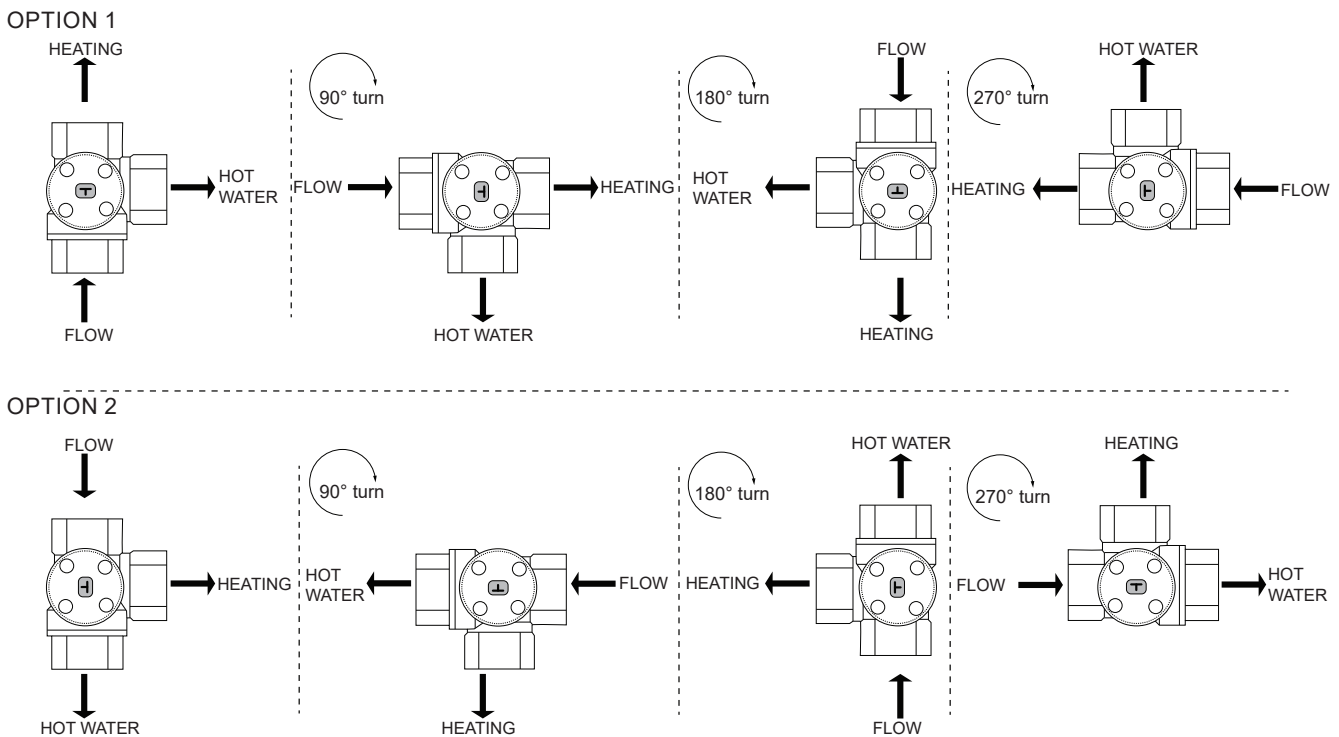 OPTION 1
HEATING
HOT
WATER
FLOW
90° turn
FLOW
HEATING
HOT WATER
180° turn
FLOW
HOT
WATER
HEATING
270° turn
HOT WATER
HEATING
FLOW
OPTION 2
FLOW
HEATING
HOT WATER
90° turn
HOT
WATER
FLOW
HEATING
180° turn
HOT WATER
HEATING
FLOW
270° turn
HEATING
FLOW
HOT
WATER